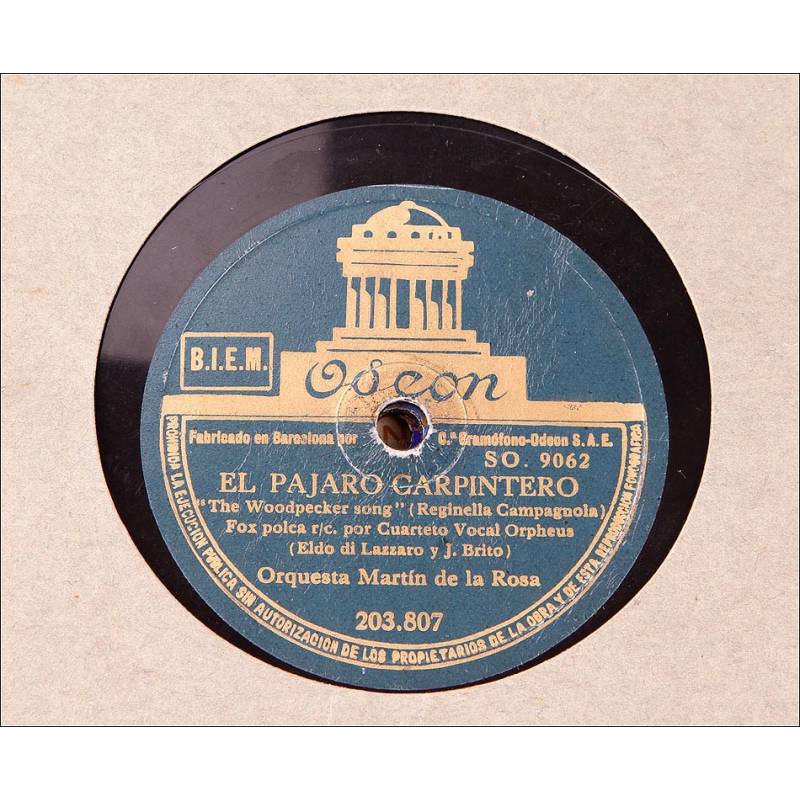 B.I.E.M.
Odeon
Fabricado en Barcelona por C.ª Gramófono-Odeon S.A.E.
SO. 9062
EL PAJARO CARPINTERO
"The Woodpecker song" (Reginella Campagnola)
Fox polca r/c. por Cuarteto Vocal Orpheus
(Eldo di Lazzaro y J. Brito)
Orquesta Martín de la Rosa
203.807
PROHIBIDA LA EJECUCION PUBLICA SIN AUTORIZACION DE LOS PROPIETARIOS DE LA OBRA Y DE ESTA REPRODUCCION FONOGRAFICA